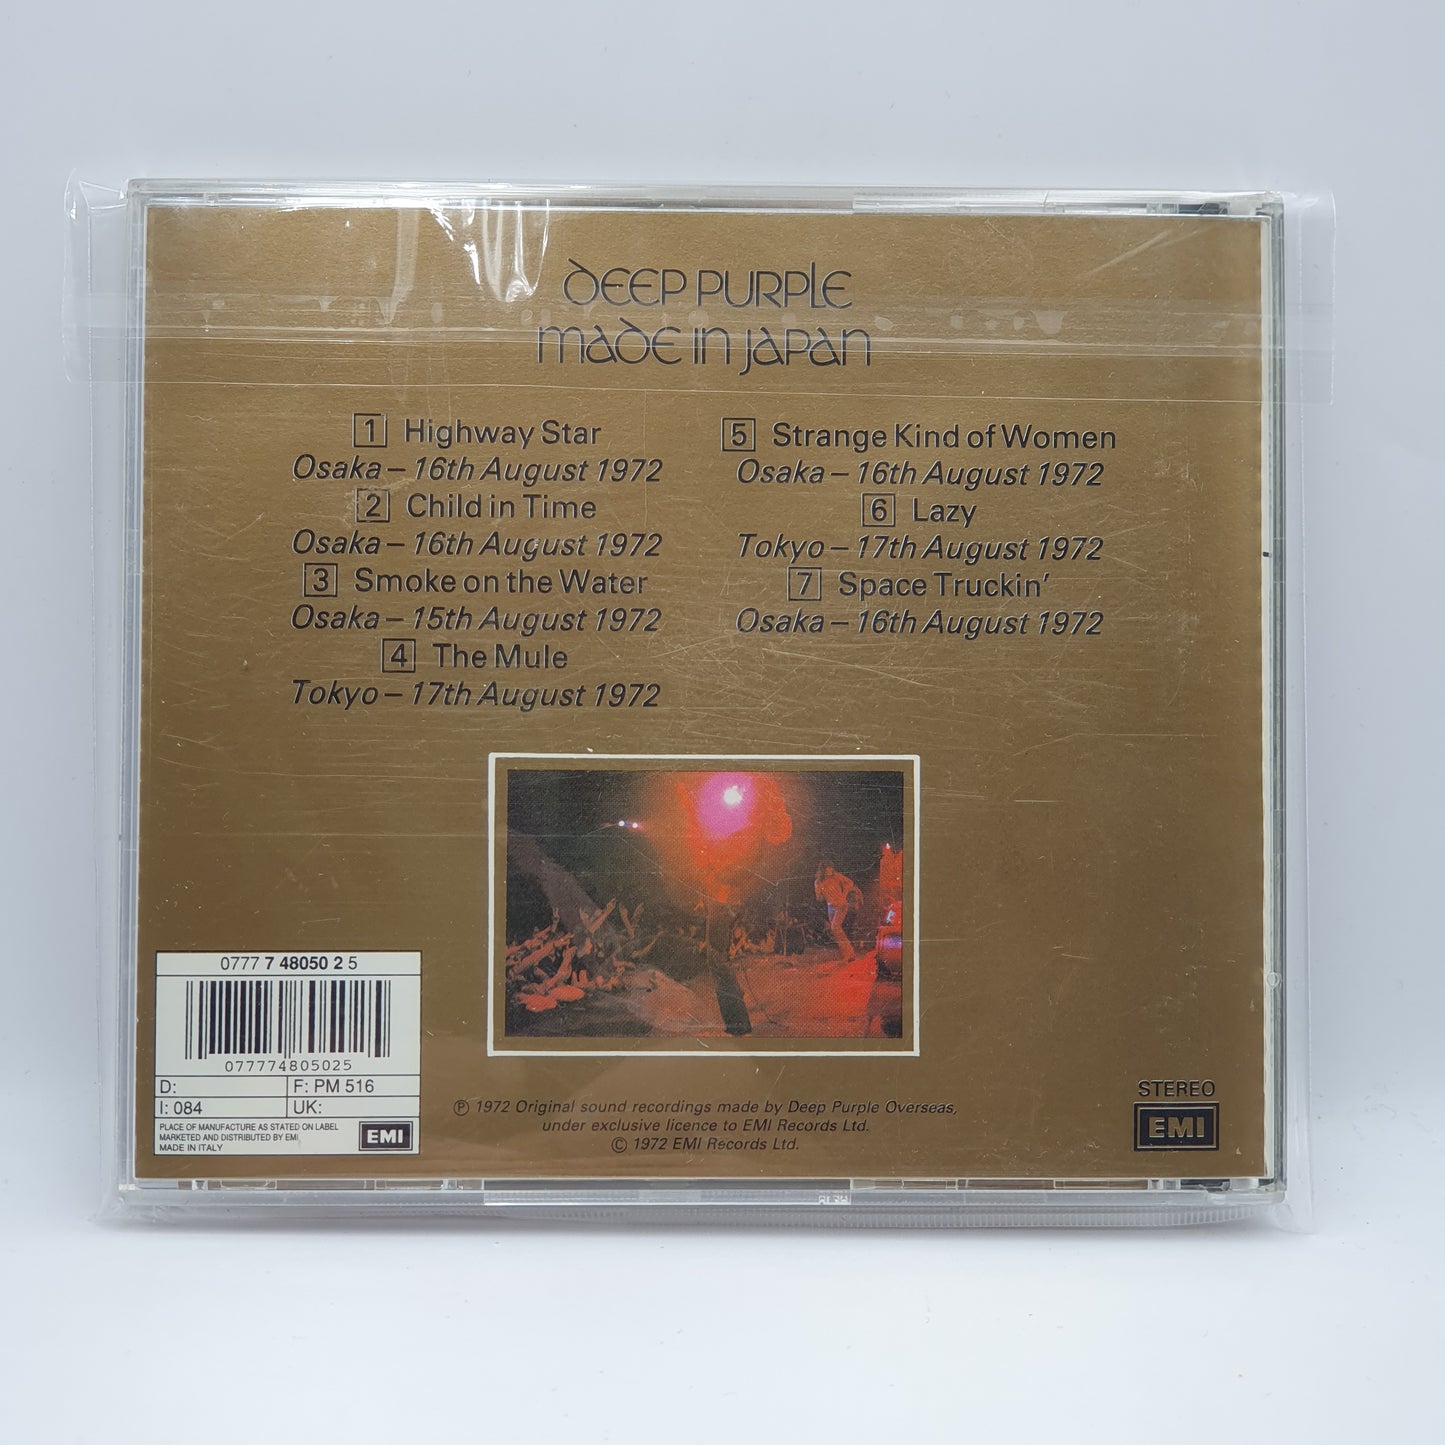 DEEP PURPLE
MADE IN JAPAN
1 Highway Star
Osaka – 16th August 1972
2 Child in Time
Osaka – 16th August 1972
3 Smoke on the Water
Osaka – 15th August 1972
4 The Mule
Tokyo – 17th August 1972
5 Strange Kind of Women
Osaka – 16th August 1972
6 Lazy
Tokyo – 17th August 1972
7 Space Truckin'
Osaka – 16th August 1972
0777 7 48050 2 5
077774805025
D:
F: PM 516
I: 084
UK:
PLACE OF MANUFACTURE AS STATED ON LABEL
MARKETED AND DISTRIBUTED BY EMI
MADE IN ITALY
EMI
℗ 1972 Original sound recordings made by Deep Purple Overseas,
under exclusive licence to EMI Records Ltd.
© 1972 EMI Records Ltd.
STEREO
EMI